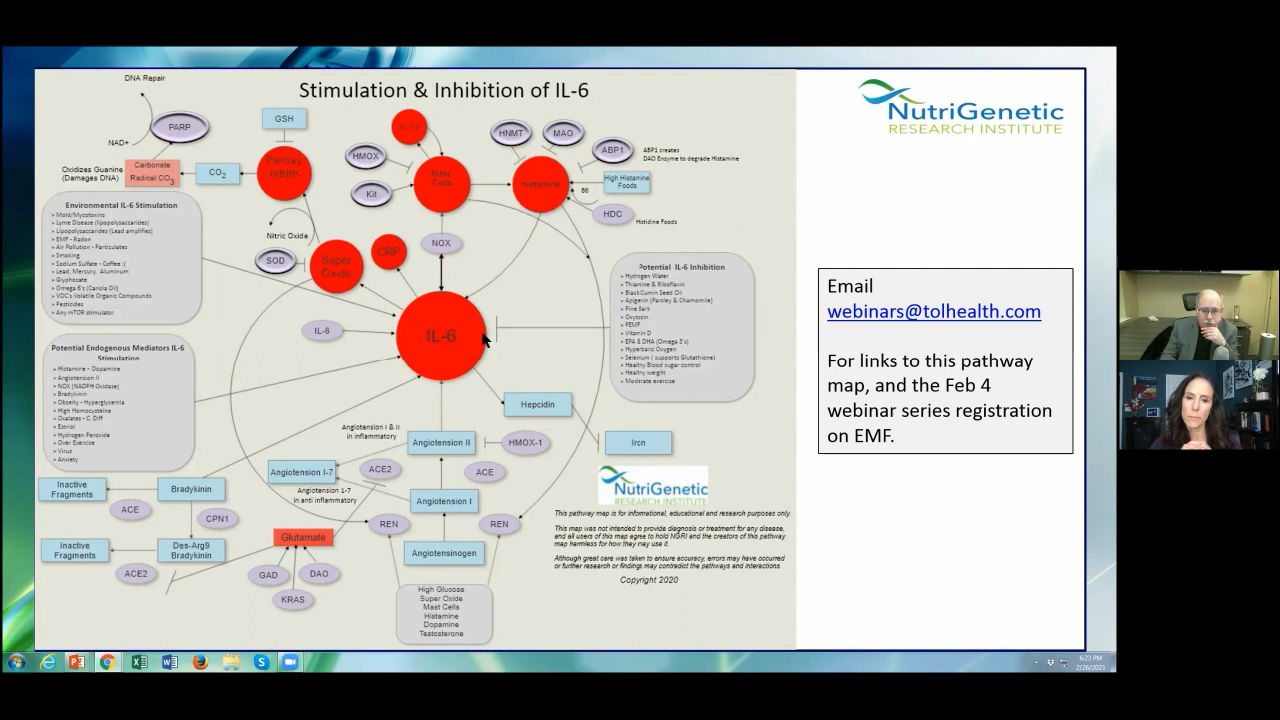 Stimulation & Inhibition of IL-6
DNA Repair
PARP
NAD+
Oxidizes Guanine
(Damages DNA)
Carbonate
Radical CO3
CO2
GSH
Peroxy
nitrite
Nitric Oxide
SOD
Super
Oxide
CRP
HMOX
Kit
Mast
Cells
NOX
HNMT
MAO
ABP1
ABP1 creates
DAO Enzyme to degrade Histamine
Histamine
High Histamine
Foods
B6
HDC
Histidine Foods
Environmental IL-6 Stimulation
> Mold/Mycotoxins
> Lyme Disease (lipopolysaccarides)
> Lipopolysaccarides (Lead amplifies)
> EMF - Radon
> Air Pollution - Particulates
> Smoking
> Sodium Sulfate - Coffee :(
> Lead, Mercury, Aluminum
> Glyphosate
> Omega 6's (Canola Oil)
> VOC's Volatile Organic Compounds
> Pesticides
> Any mTOR stimulator
Potential Endogenous Mediators IL-6
Stimulation
> Histamine - Dopamine
> Angiotension II
> NOX (NADPH Oxidase)
> Bradykinin
> Obesity - Hyperglycemia
> High Homocysteine
> Oxalates - C. Diff
> Estrial
> Hydrogen Peroxide
> Over Exercise
> Virus
> Anxiety
Potential IL-6 Inhibition
> Hydrogen Water
> Thiamine & Riboflavin
> Black Cumin Seed Oil
> Apigenin (Parsley & Chamomile)
> Pine Bark
> Oxytocin
> PEMF
> Vitamin D
> EPA & DHA (Omega 3's)
> Hyperbaric Oxygen
> Selenium ( supports Glutathione)
> Healthy Blood sugar control
> Healthy weight
> Moderate exercise
IL-6
IL-6
Hepcidin
Iron
Angiotension I & II
in inflammatory
Angiotension II
HMOX-1
ACE2
ACE
Angiotension I-7
Angiotension 1-7
in anti inflammatory
Angiotension I
REN
REN
Angiotensinogen
High Glucose
Super Oxide
Mast Cells
Histamine
Dopamine
Testosterone
Inactive
Fragments
Bradykinin
ACE
CPN1
Inactive
Fragments
Des-Arg9
Bradykinin
ACE2
Glutamate
GAD
DAO
KRAS
NutriGenetic
RESEARCH INSTITUTE
This pathway map is for informational, educational and research purposes only.
This map was not intended to provide diagnosis or treatment for any disease,
and all users of this map agree to hold NGRI and the creators of this pathway
map harmless for how they may use it.
Although great care was taken to ensure accuracy, errors may have occurred
or further research or findings may contradict the pathways and interactions.
Copyright 2020
NutriGenetic
RESEARCH INSTITUTE
Email
webinars@tolhealth.com
For links to this pathway
map, and the Feb 4
webinar series registration
on EMF.
6:23 PM